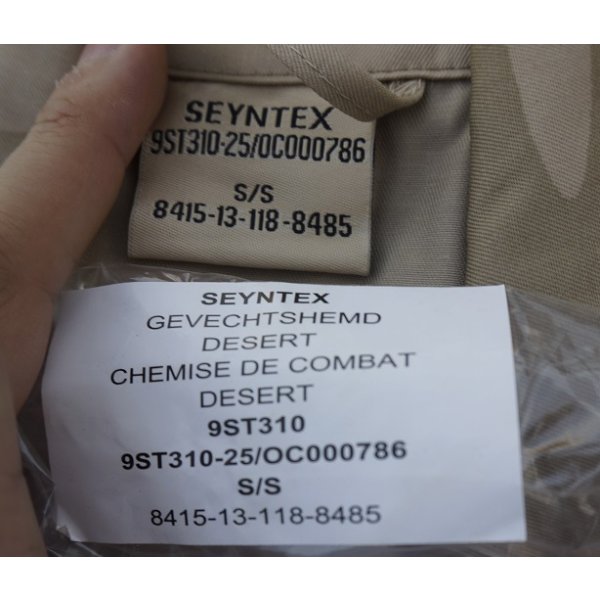 SEYNTEX
9ST310-25/0C000786
S/S
8415-13-118-8485
SEYNTEX
GEVECHTSHEMD
DESERT
CHEMISE DE COMBAT
DESERT
9ST310
9ST310-25/OC000786
S/S
8415-13-118-8485